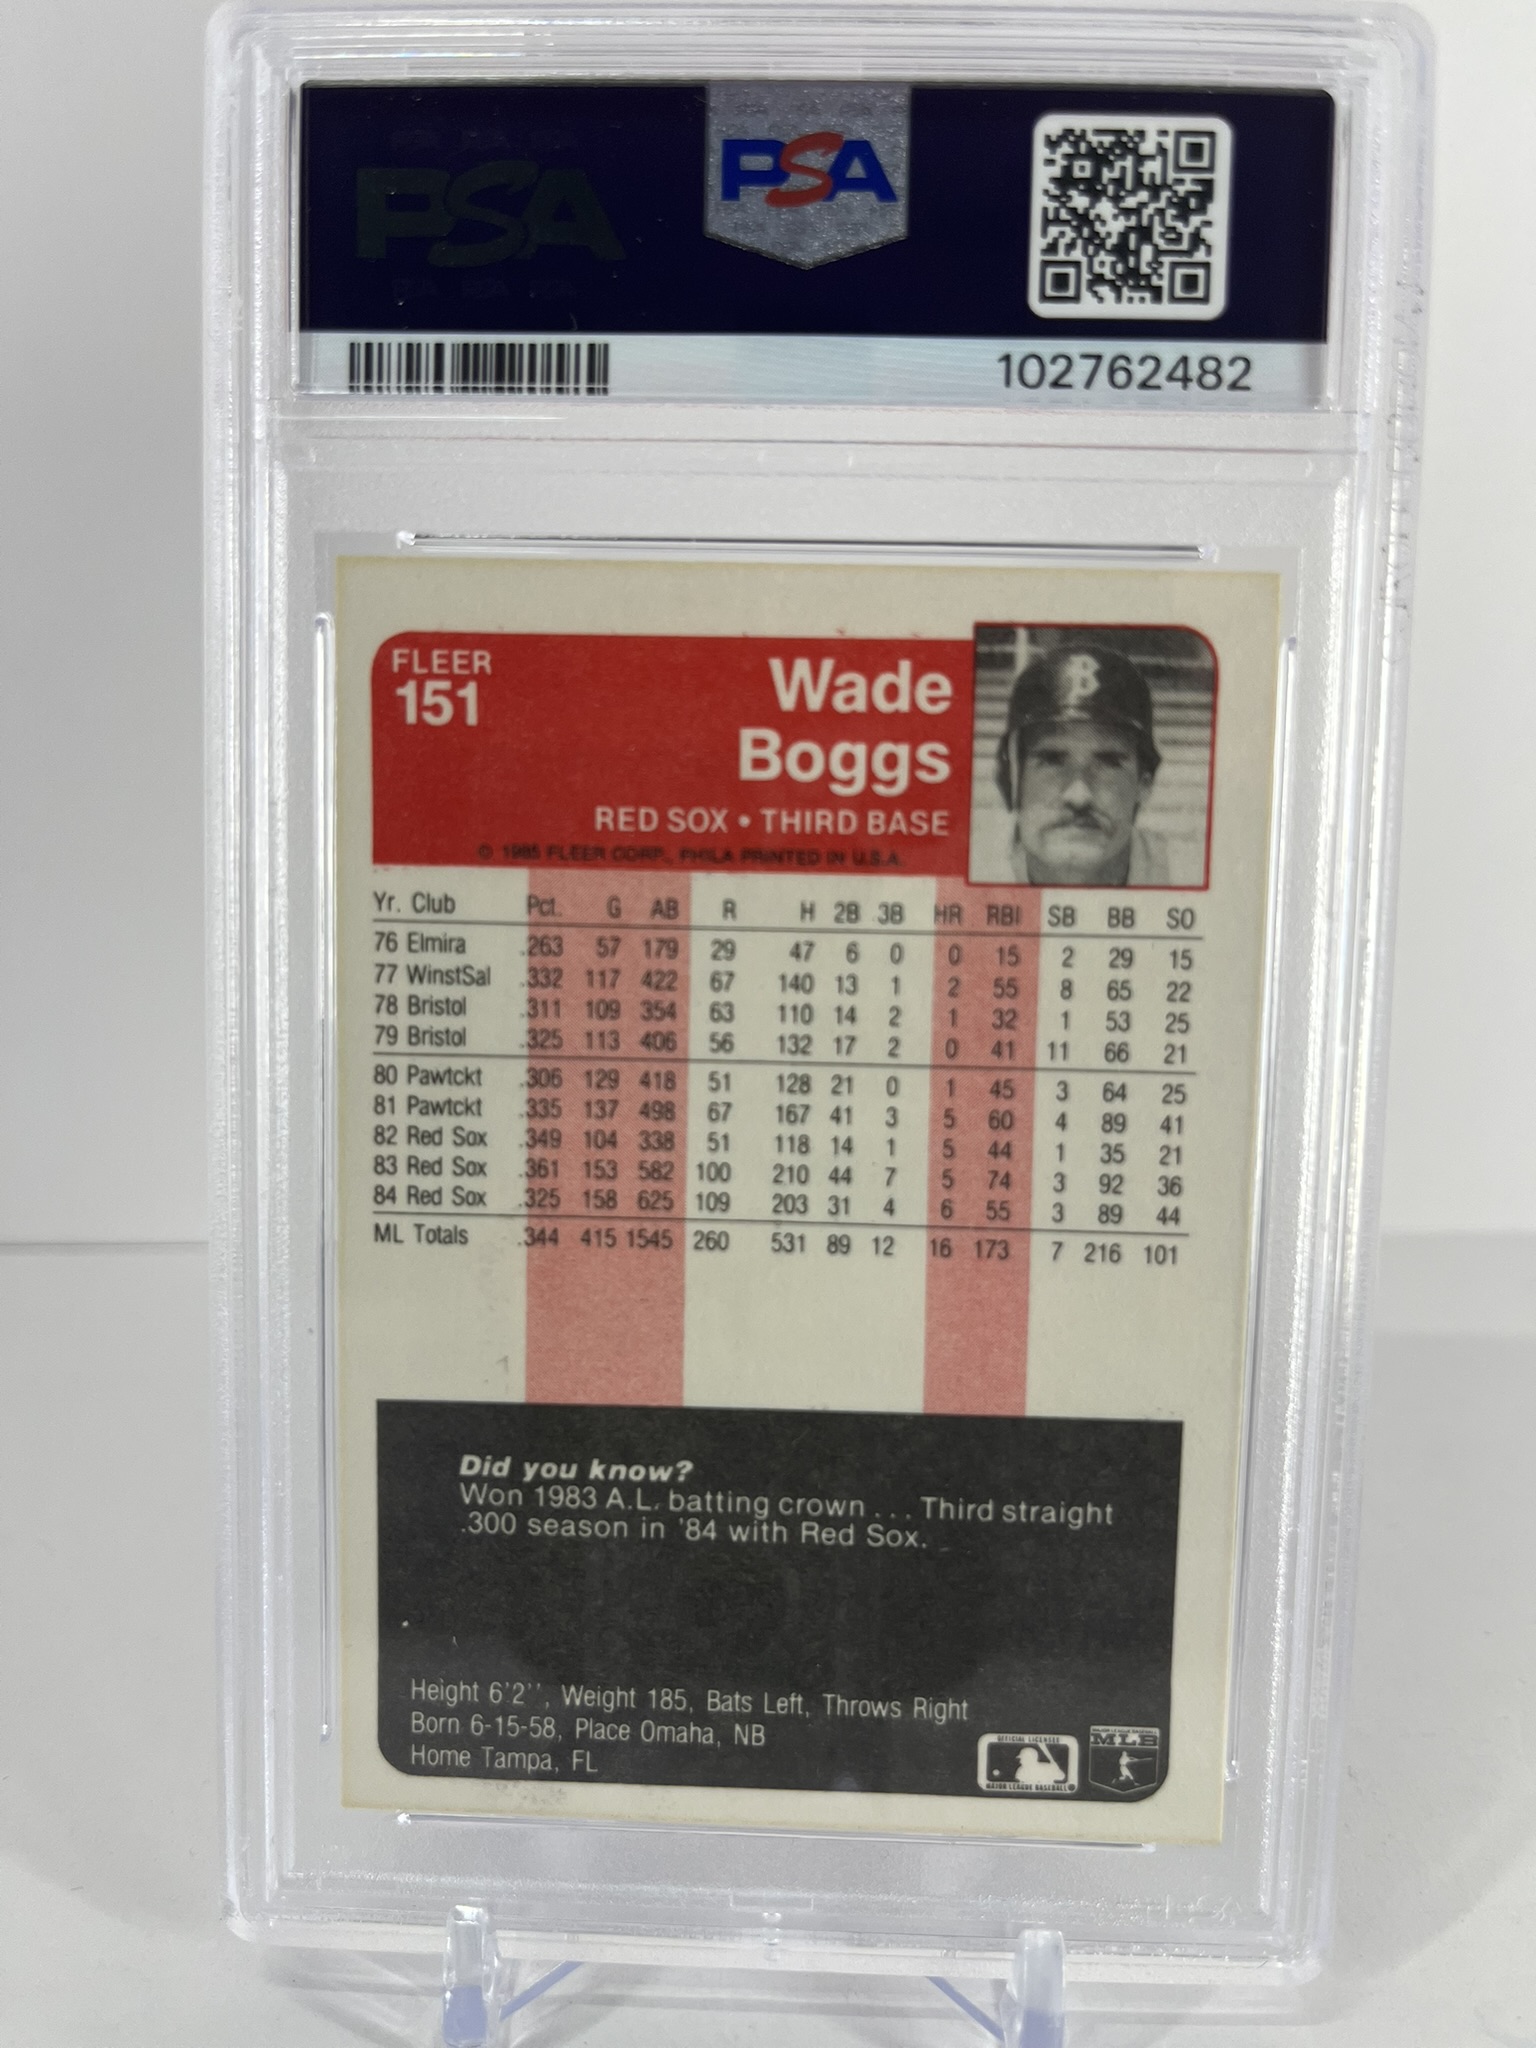 PSA
PSA
102762482
FLEER
151
Wade
Boggs
RED SOX • THIRD BASE
© 1985 FLEER CORP., PHILA PRINTED IN U.S.A.
Yr. Club Pct. G AB R H 2B 3B HR RBI SB BB SO
76 Elmira .263 57 179 29 47 6 0 0 15 2 29 15
77 WinstSal .332 117 422 67 140 13 1 2 55 8 65 22
78 Bristol .311 109 354 63 110 14 2 1 32 1 53 25
79 Bristol .325 113 406 56 132 17 2 0 41 11 66 21
80 Pawtckt .306 129 418 51 128 21 0 1 45 3 64 25
81 Pawtckt .335 137 498 67 167 41 3 5 60 4 89 41
82 Red Sox .349 104 338 51 118 14 1 5 44 1 35 21
83 Red Sox .361 153 582 100 210 44 7 5 74 3 92 36
84 Red Sox .325 158 625 109 203 31 4 6 55 3 89 44
ML Totals .344 415 1545 260 531 89 12 16 173 7 216 101
Did you know?
Won 1983 A.L. batting crown . . . Third straight
.300 season in '84 with Red Sox.
Height 6'2'', Weight 185, Bats Left, Throws Right
Born 6-15-58, Place Omaha, NB
Home Tampa, FL
OFFICIAL LICENSEE
MAJOR LEAGUE BASEBALL®
MAJOR LEAGUE BASEBALL
MLB